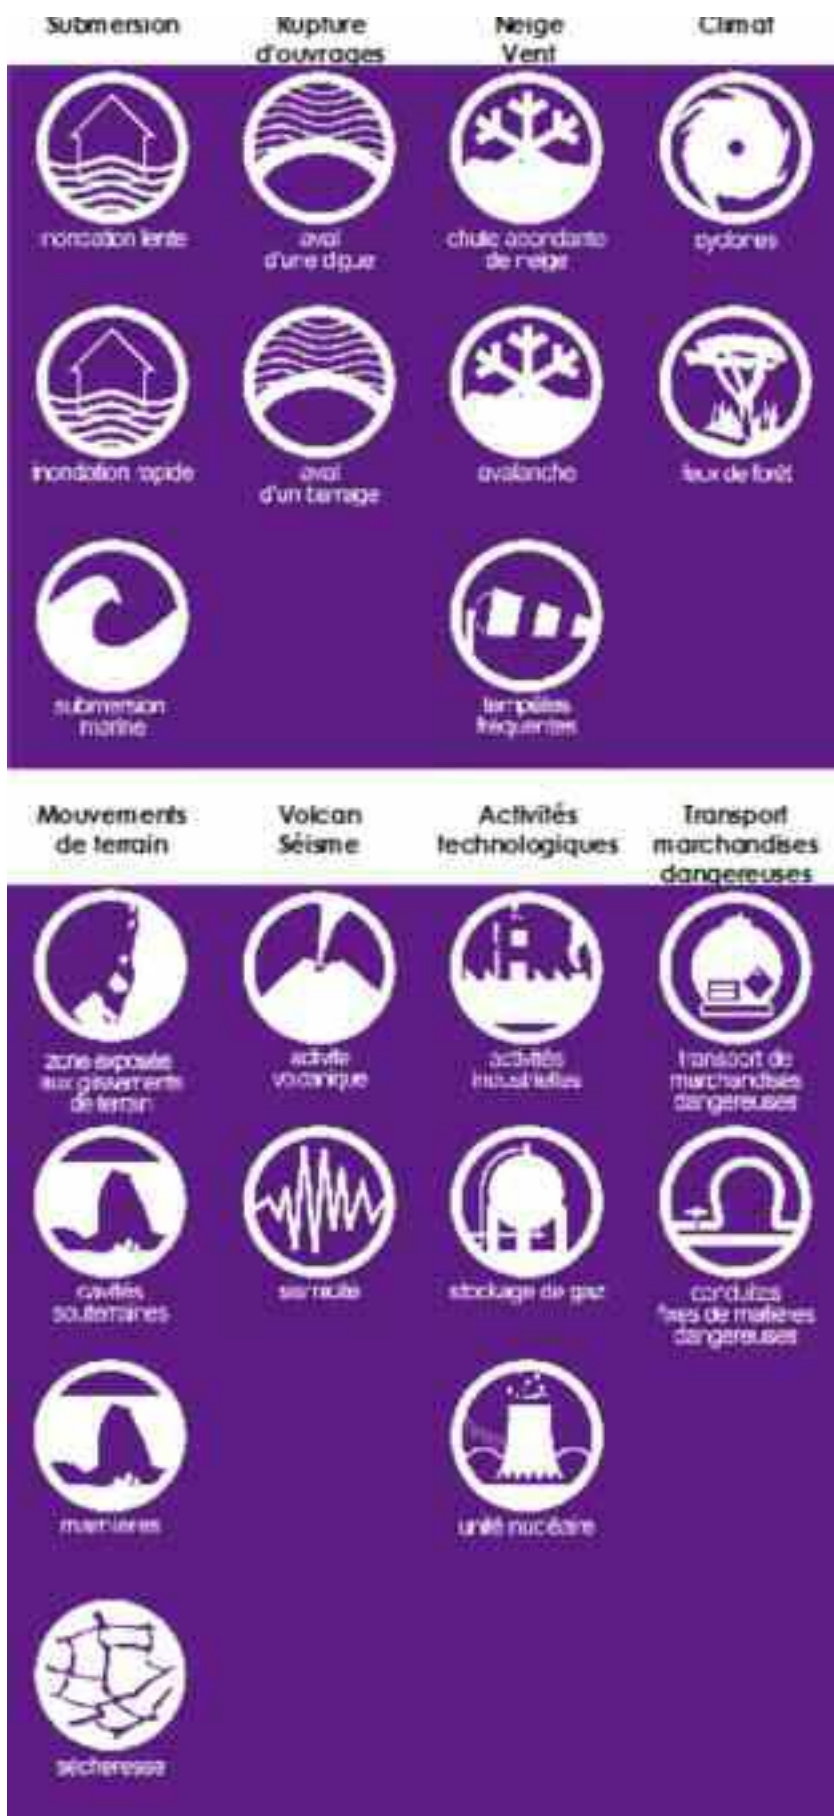 Submersion
Rupture
d'ouvrages
Neige
Vent
Climat
inondation lente
aval
d'une digue
chute abondante
de neige
cyclones
inondation rapide
aval
d'un barrage
avalanche
feux de forêt
submersion
marine
tempêtes
fréquentes
Mouvements
de terrain
Volcan
Séisme
Activités
technologiques
Transport
marchandises
dangereuses
zone exposée
aux glissements
de terrain
activité
volcanique
activités
industrielles
transport de
marchandises
dangereuses
cavités
souterraines
sismicité
stockage de gaz
conduites
fixes de matières
dangereuses
marnières
unité nucléaire
sécheresse